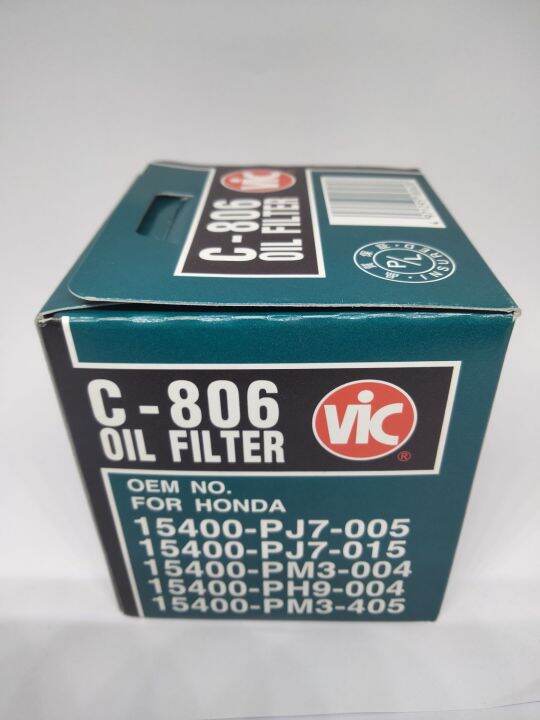 C-806
OIL FILTER
VIC
P/L
C-806
OIL FILTER
VIC
®
OEM NO.
FOR HONDA
15400-PJ7-005
15400-PJ7-015
15400-PM3-004
15400-PH9-004
15400-PM3-405